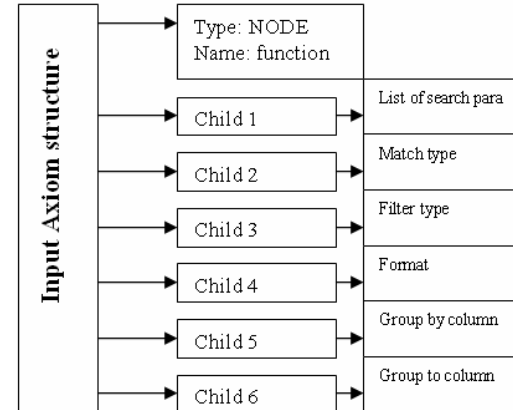 Input Axiom structure
Type: NODE
Name: function
Child 1
List of search para
Child 2
Match type
Child 3
Filter type
Child 4
Format
Child 5
Group by column
Child 6
Group to column